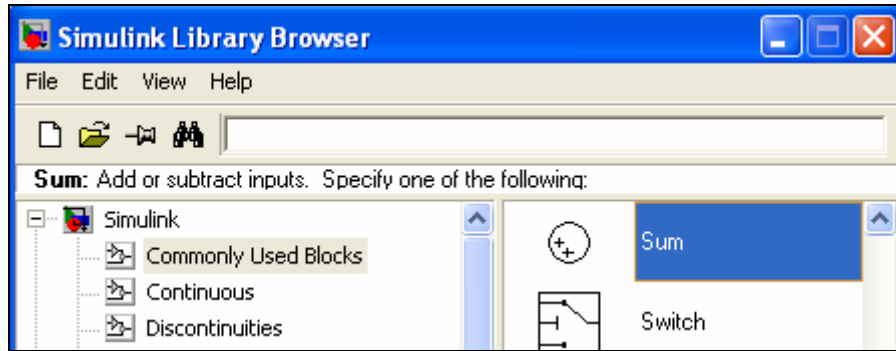 Simulink Library Browser
File Edit View Help
Sum: Add or subtract inputs. Specify one of the following:
Simulink
Commonly Used Blocks
Continuous
Discontinuities
Sum
Switch